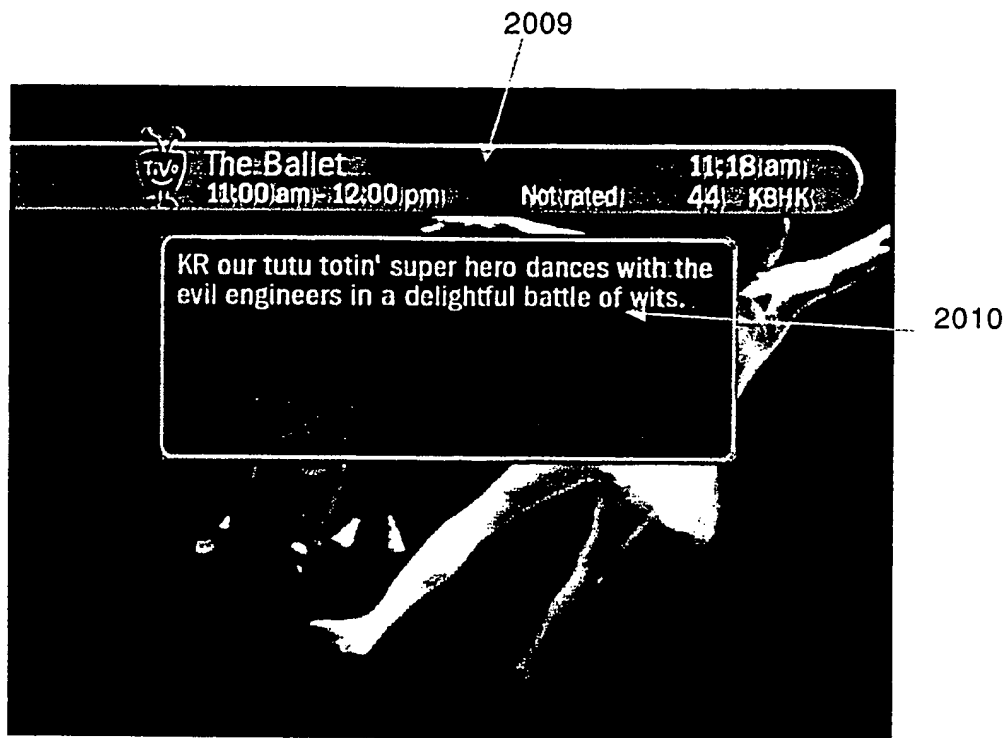 2009
TiVo
The Ballet
11:18 am
11:00 am - 12:00 pm
Not rated
44 KBHK
KR our tutu totin' super hero dances with the
evil engineers in a delightful battle of wits.
2010